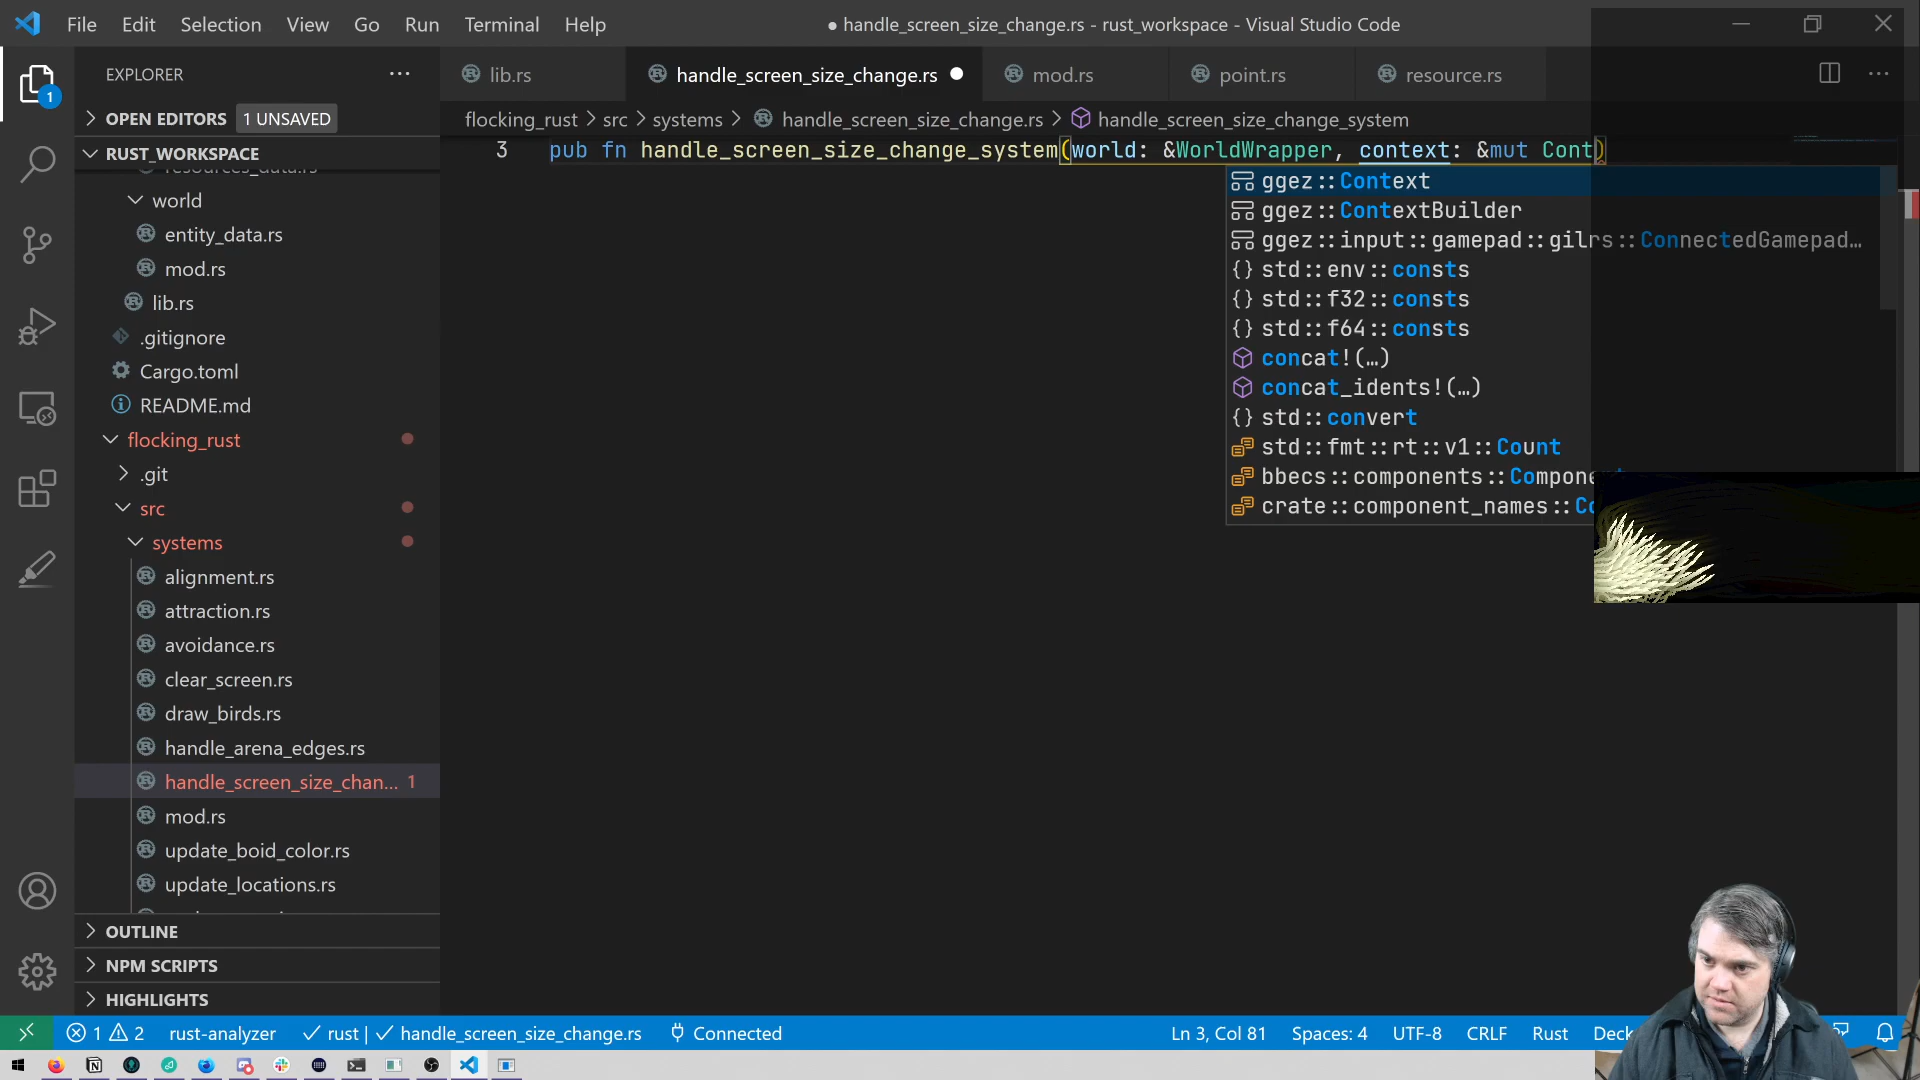 File Edit Selection View Go Run Terminal Help
● handle_screen_size_change.rs - rust_workspace - Visual Studio Code
EXPLORER
lib.rs handle_screen_size_change.rs mod.rs point.rs resource.rs
OPEN EDITORS 1 UNSAVED
flocking_rust > src > systems > handle_screen_size_change.rs > handle_screen_size_change_system
RUST_WORKSPACE
3 pub fn handle_screen_size_change_system(world: &WorldWrapper, context: &mut Cont)
resources_data.rs
world
entity_data.rs
mod.rs
lib.rs
.gitignore
Cargo.toml
README.md
flocking_rust
.git
src
systems
alignment.rs
attraction.rs
avoidance.rs
clear_screen.rs
draw_birds.rs
handle_arena_edges.rs
handle_screen_size_chan... 1
mod.rs
update_boid_color.rs
update_locations.rs
ggez::Context
ggez::ContextBuilder
ggez::input::gamepad::gilrs::ConnectedGamepad…
std::env::consts
std::f32::consts
std::f64::consts
concat!(…)
concat_idents!(…)
std::convert
std::fmt::rt::v1::Count
bbecs::components::Component
crate::component_names::Co
OUTLINE
NPM SCRIPTS
HIGHLIGHTS
1 2 rust-analyzer ✓ rust | ✓ handle_screen_size_change.rs Connected
Ln 3, Col 81 Spaces: 4 UTF-8 CRLF Rust Deck
1